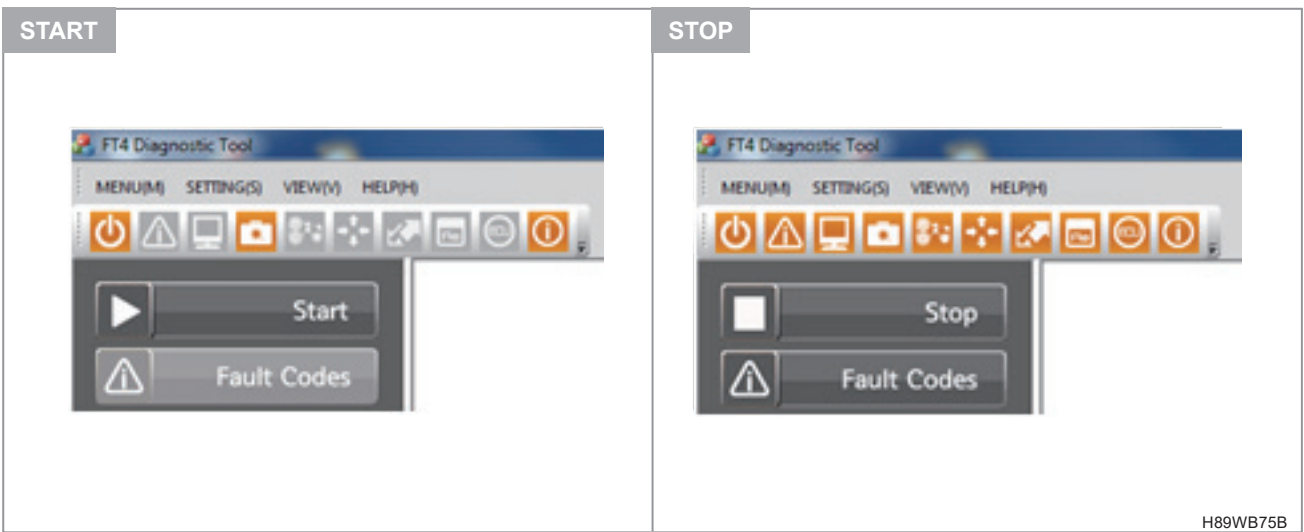 START
FT4 Diagnostic Tool
MENU(M) SETTING(S) VIEW(V) HELP(H)
Start
Fault Codes
STOP
FT4 Diagnostic Tool
MENU(M) SETTING(S) VIEW(V) HELP(H)
Stop
Fault Codes
H89WB75B